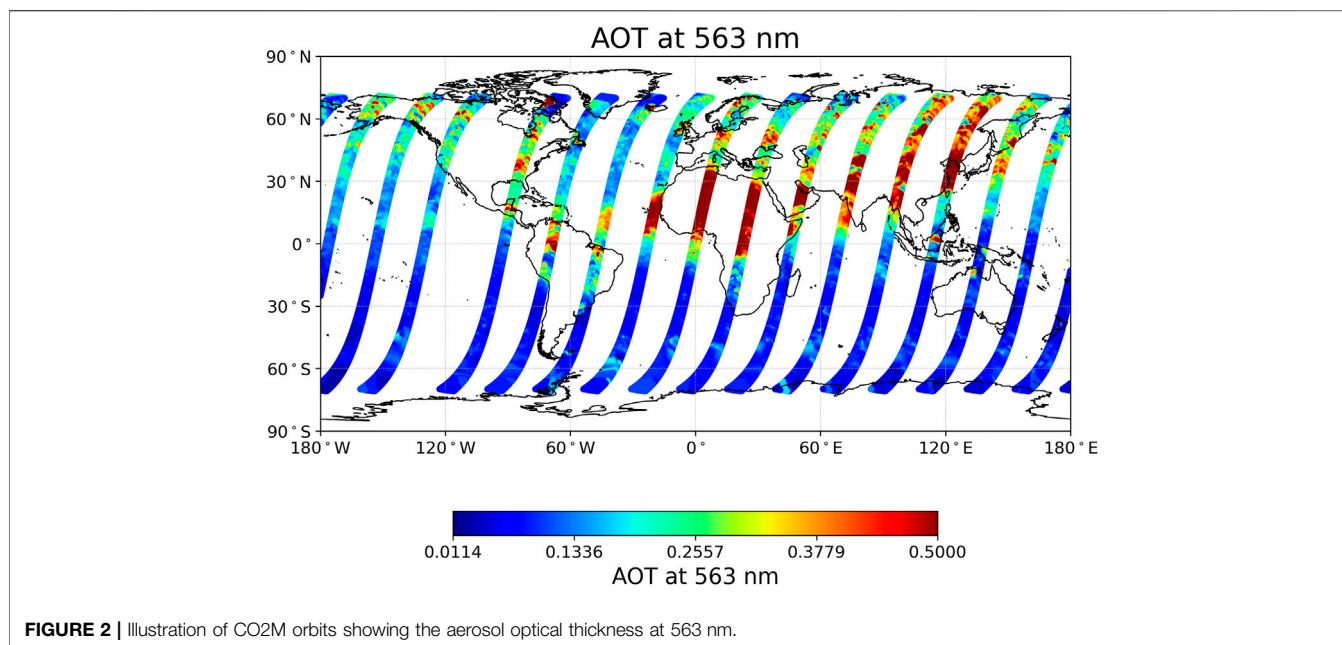 AOT at 563 nm
90°N
60°N
30°N
0°
30°S
60°S
90°S
180°W 120°W 60°W 0° 60°E 120°E 180°E
0.0114 0.1336 0.2557 0.3779 0.5000
AOT at 563 nm
FIGURE 2 | Illustration of CO2M orbits showing the aerosol optical thickness at 563 nm.